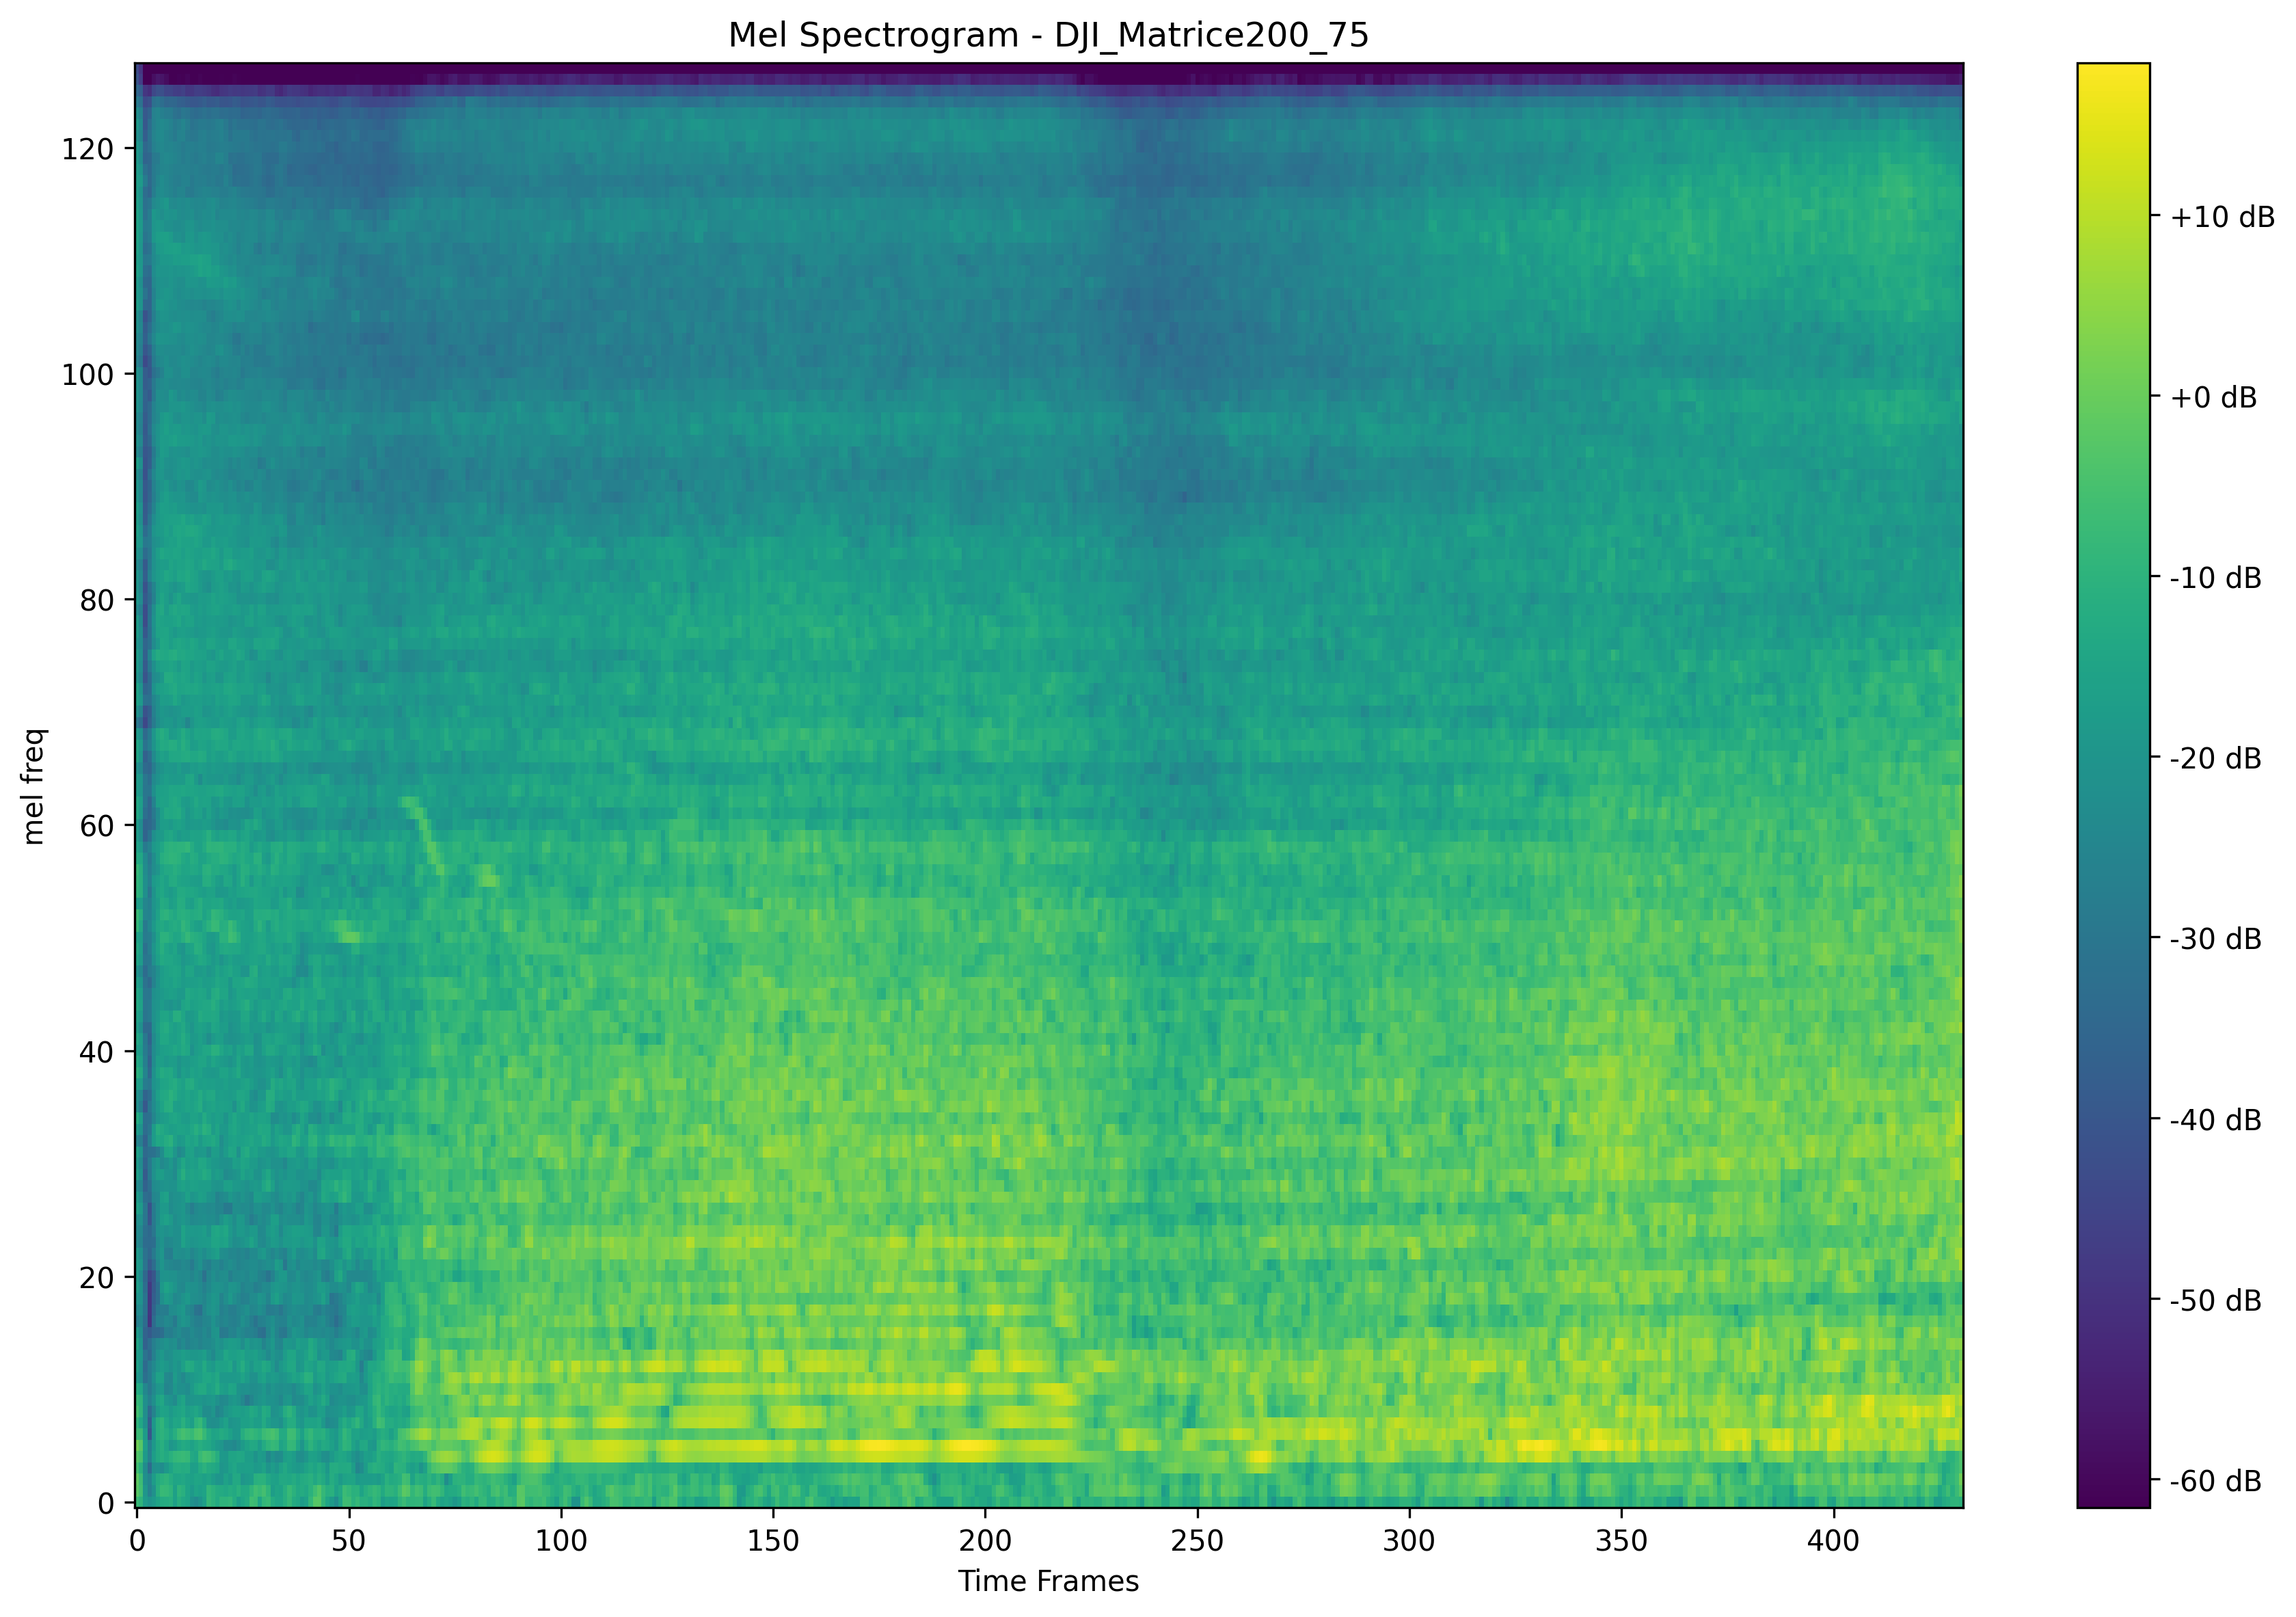 Mel Spectrogram - DJI_Matrice200_75
120
100
80
60
40
20
0
mel freq
0 50 100 150 200 250 300 350 400
Time Frames
+10 dB
+0 dB
-10 dB
-20 dB
-30 dB
-40 dB
-50 dB
-60 dB